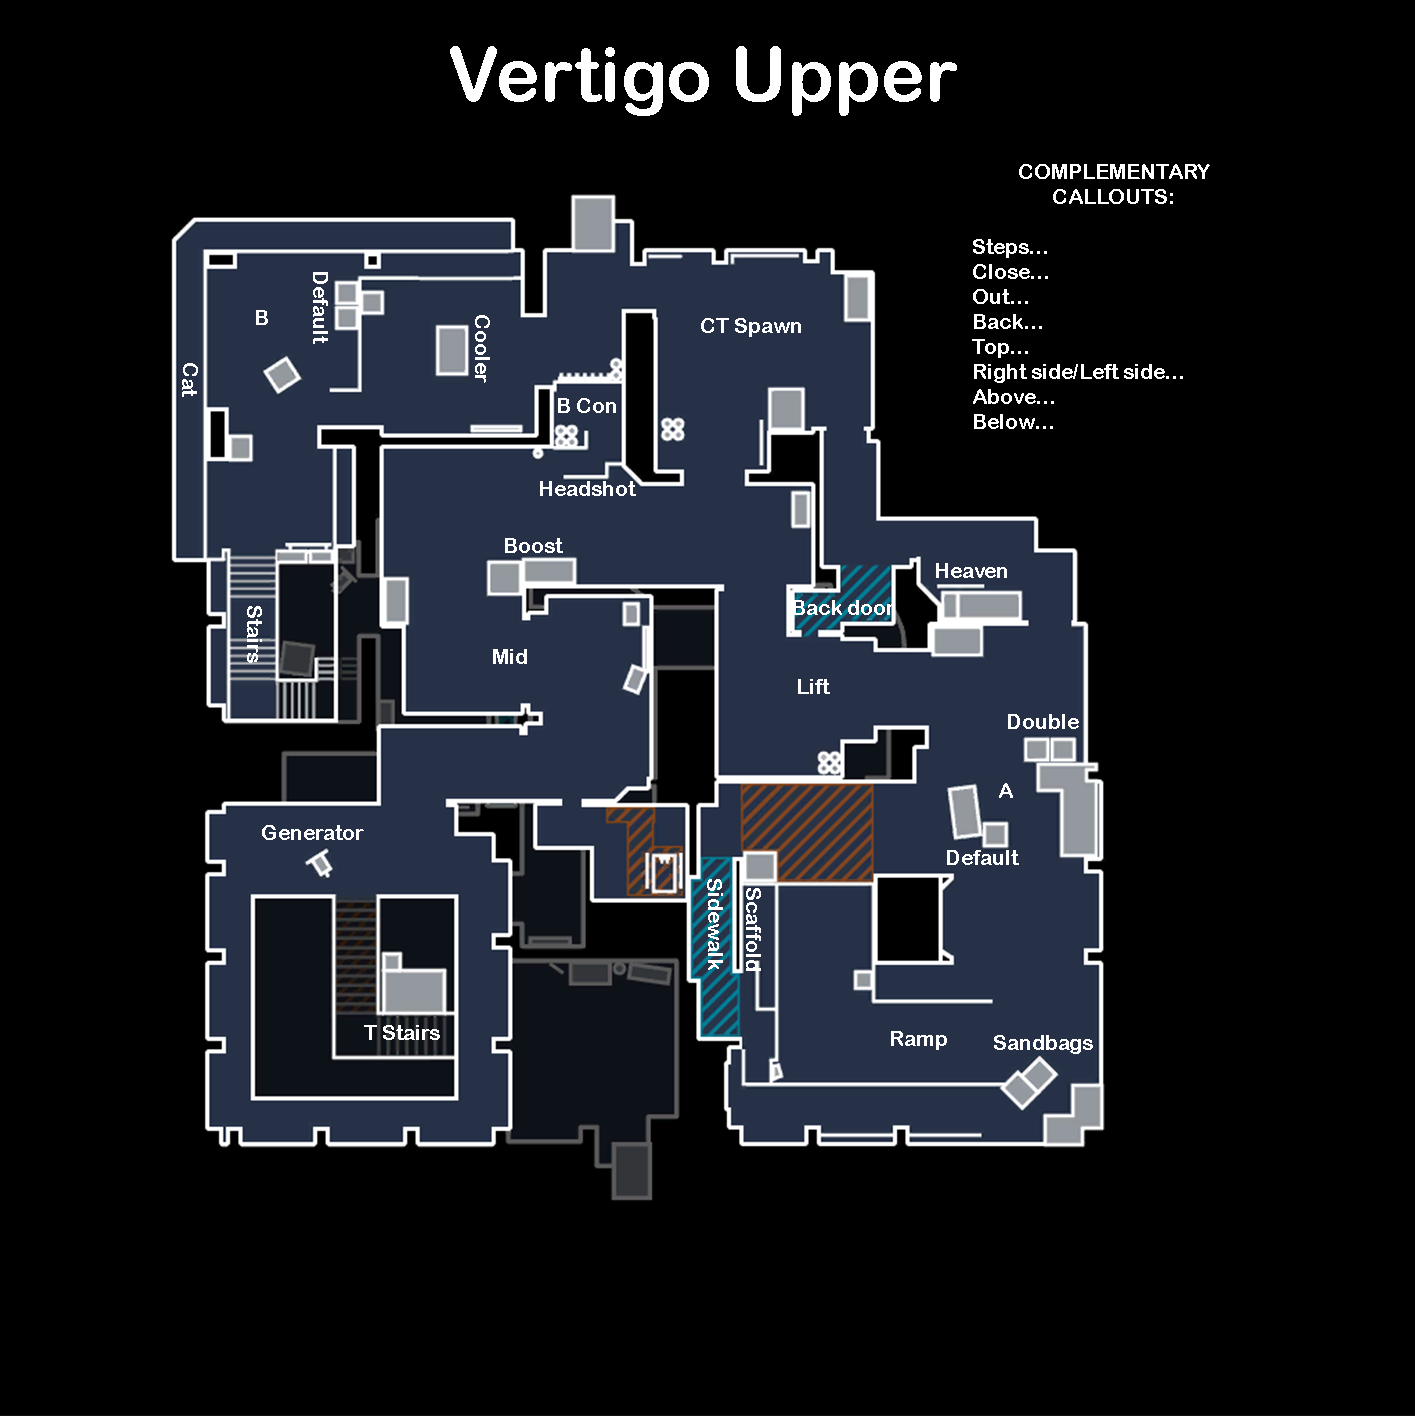 Vertigo Upper
COMPLEMENTARY
CALLOUTS:
Steps...
Close...
Out...
Back...
Top...
Right side/Left side...
Above...
Below...
Default
B
Cooler
CT Spawn
Cat
B Con
Headshot
Boost
Heaven
Back door
Stairs
Mid
Lift
Double
A
Default
Generator
Sidewalk
Scaffold
T Stairs
Ramp
Sandbags